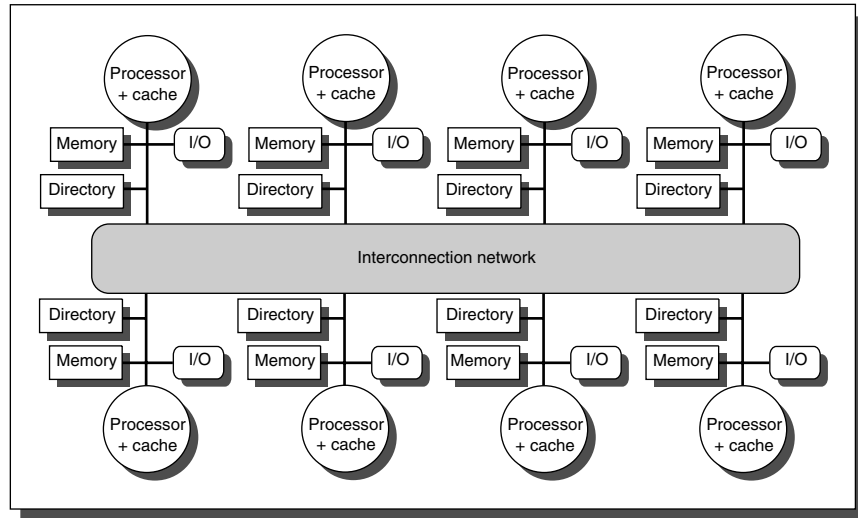 Processor
+ cache
Processor
+ cache
Processor
+ cache
Processor
+ cache
Memory
I/O
Memory
I/O
Memory
I/O
Memory
I/O
Directory
Directory
Directory
Directory
Interconnection network
Directory
Directory
Directory
Directory
Memory
I/O
Memory
I/O
Memory
I/O
Memory
I/O
Processor
+ cache
Processor
+ cache
Processor
+ cache
Processor
+ cache